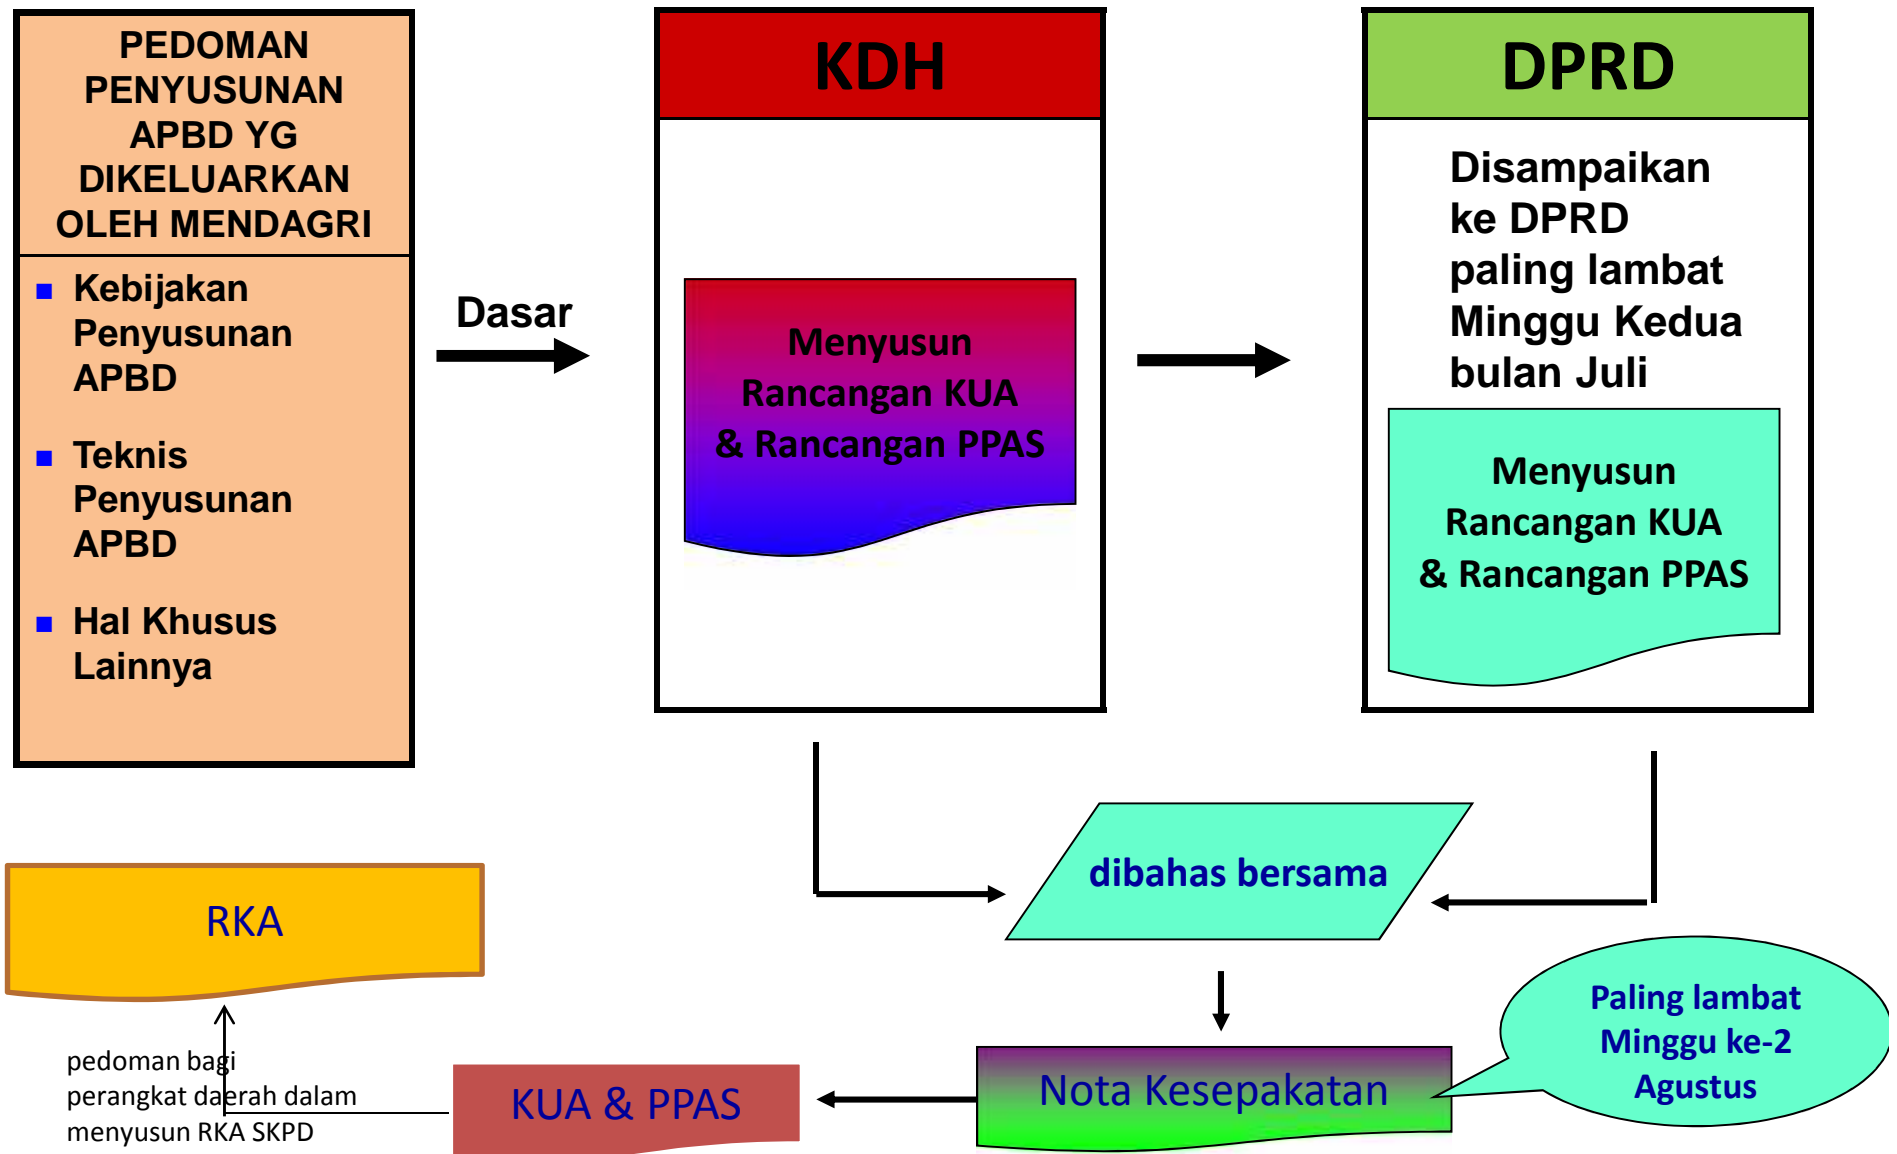 PEDOMAN
PENYUSUNAN
APBD YG
DIKELUARKAN
OLEH MENDAGRI
Kebijakan
Penyusunan
APBD
Teknis
Penyusunan
APBD
Hal Khusus
Lainnya
Dasar
KDH
Menyusun
Rancangan KUA
& Rancangan PPAS
DPRD
Disampaikan
ke DPRD
paling lambat
Minggu Kedua
bulan Juli
Menyusun
Rancangan KUA
& Rancangan PPAS
dibahas bersama
Paling lambat
Minggu ke-2
Agustus
Nota Kesepakatan
KUA & PPAS
pedoman bagi
perangkat daerah dalam
menyusun RKA SKPD
RKA